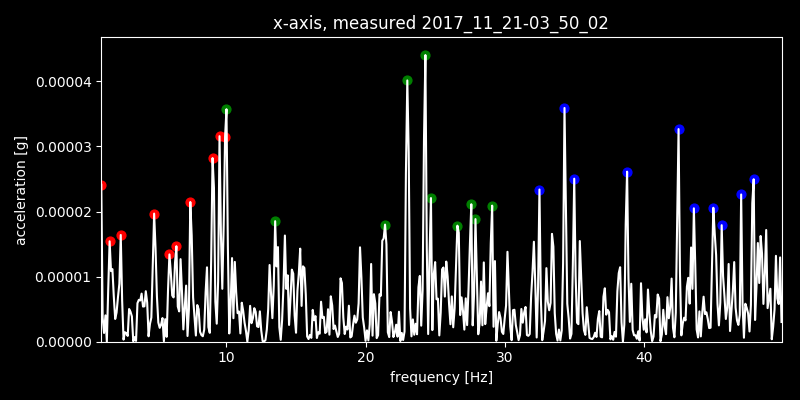 x-axis, measured 2017_11_21-03_50_02
0.00004
0.00003
0.00002
0.00001
0.00000
acceleration [g]
10 20 30 40
frequency [Hz]